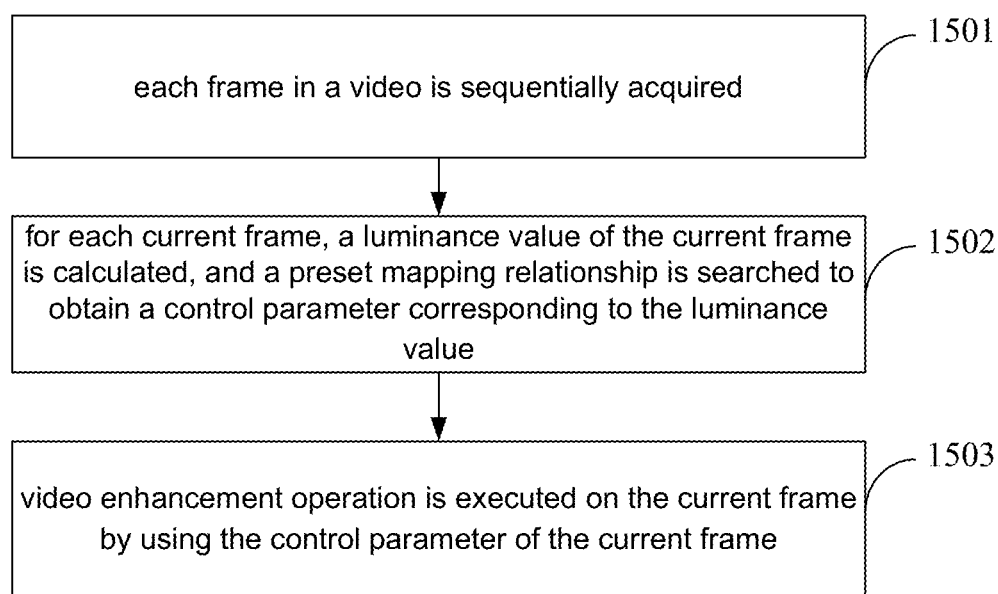 1501
each frame in a video is sequentially acquired
for each current frame, a luminance value of the current frame
is calculated, and a preset mapping relationship is searched to
obtain a control parameter corresponding to the luminance
value
1502
video enhancement operation is executed on the current frame
by using the control parameter of the current frame
1503